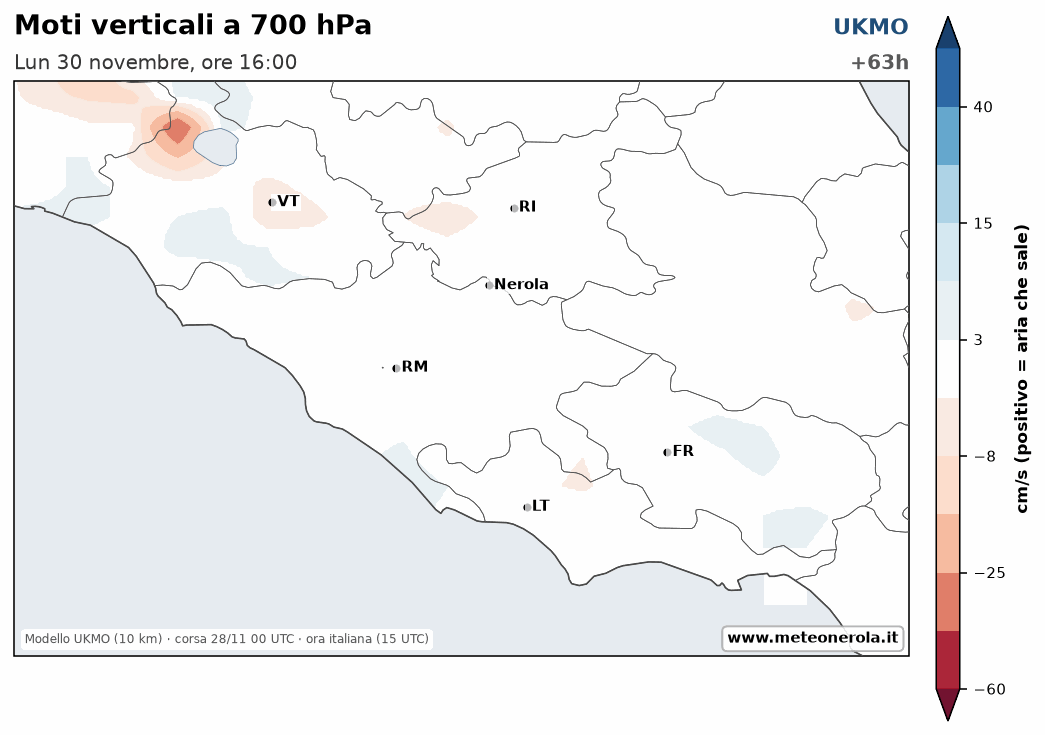 Moti verticali a 700 hPa
UKMO
Lun 30 novembre, ore 16:00
+63h
VT
RI
Nerola
RM
FR
LT
40
15
3
−8
−25
−60
cm/s (positivo = aria che sale)
Modello UKMO (10 km) · corsa 28/11 00 UTC · ora italiana (15 UTC)
www.meteonerola.it